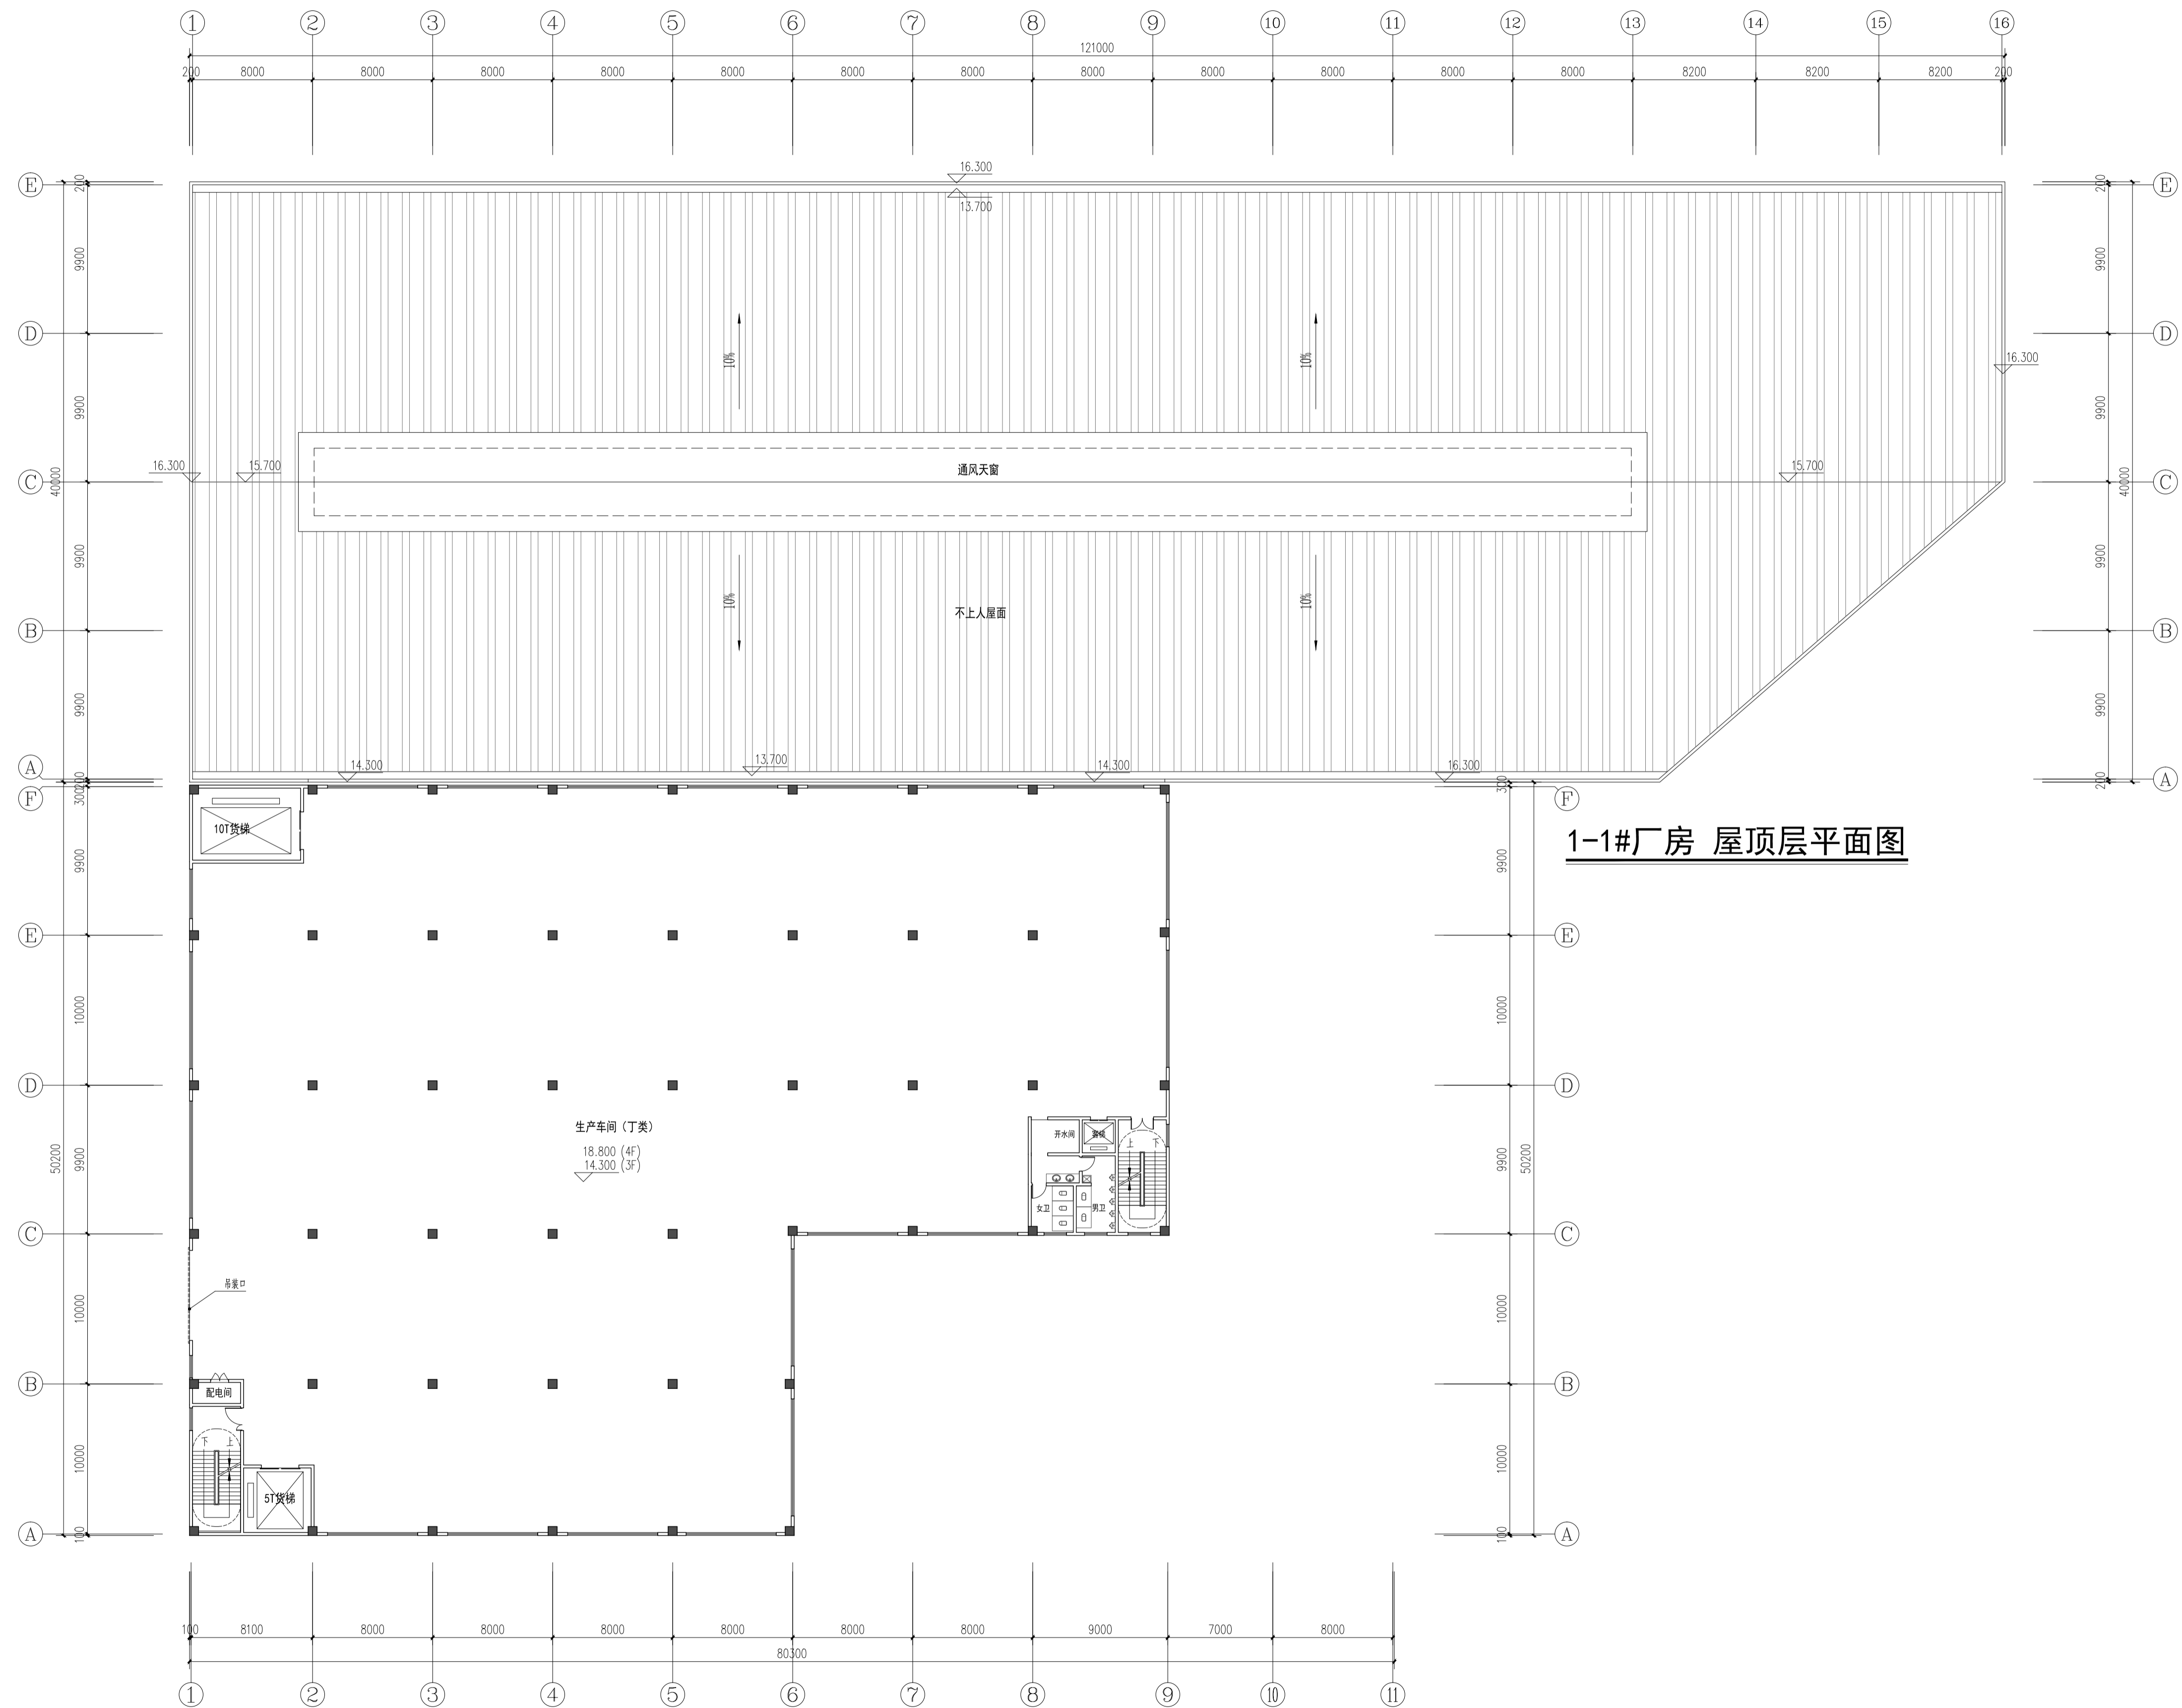 1 2 3 4 5 6 7 8 9 10 11 12 13 14 15 16
121000
200 8000 8000 8000 8000 8000 8000 8000 8000 8000 8000 8000 8000 8200 8200 8200 200
E 200 16.300 200 E
13.700
9900 9900
D D
10% 10%
9900 16.300 9900
16.300 15.700 通风天窗 15.700
C 40000 40000 C
9900 9900
10% 10%
不上人屋面
B B
9900 9900
A 14.300 13.700 14.300 16.300 A
200 200
F 300 300 F
10T货梯
1-1#厂房 屋顶层平面图
9900 9900
E E
10000 10000
D D
生产车间（丁类）
开水间 客梯 上 下
18.800 (4F)
14.300 (3F)
50200 9900 9900 50200
女卫 男卫
C C
吊装口
10000 10000
B B
配电间
下 上
10000 10000
5T货梯
A 100 100 A
100 8100 8000 8000 8000 8000 8000 8000 9000 7000 8000
80300
1 2 3 4 5 6 7 8 9 10 11